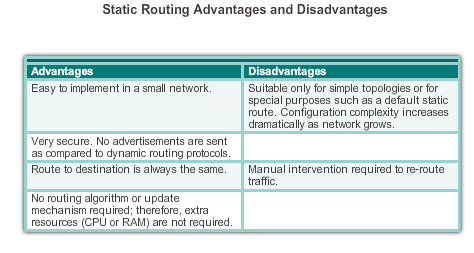 Static Routing Advantages and Disadvantages
Advantages
Disadvantages
Easy to implement in a small network.
Suitable only for simple topologies or for
special purposes such as a default static
route. Configuration complexity increases
dramatically as network grows.
Very secure. No advertisements are sent
as compared to dynamic routing protocols.
Route to destination is always the same.
Manual intervention required to re-route
traffic.
No routing algorithm or update
mechanism required; therefore, extra
resources (CPU or RAM) are not required.